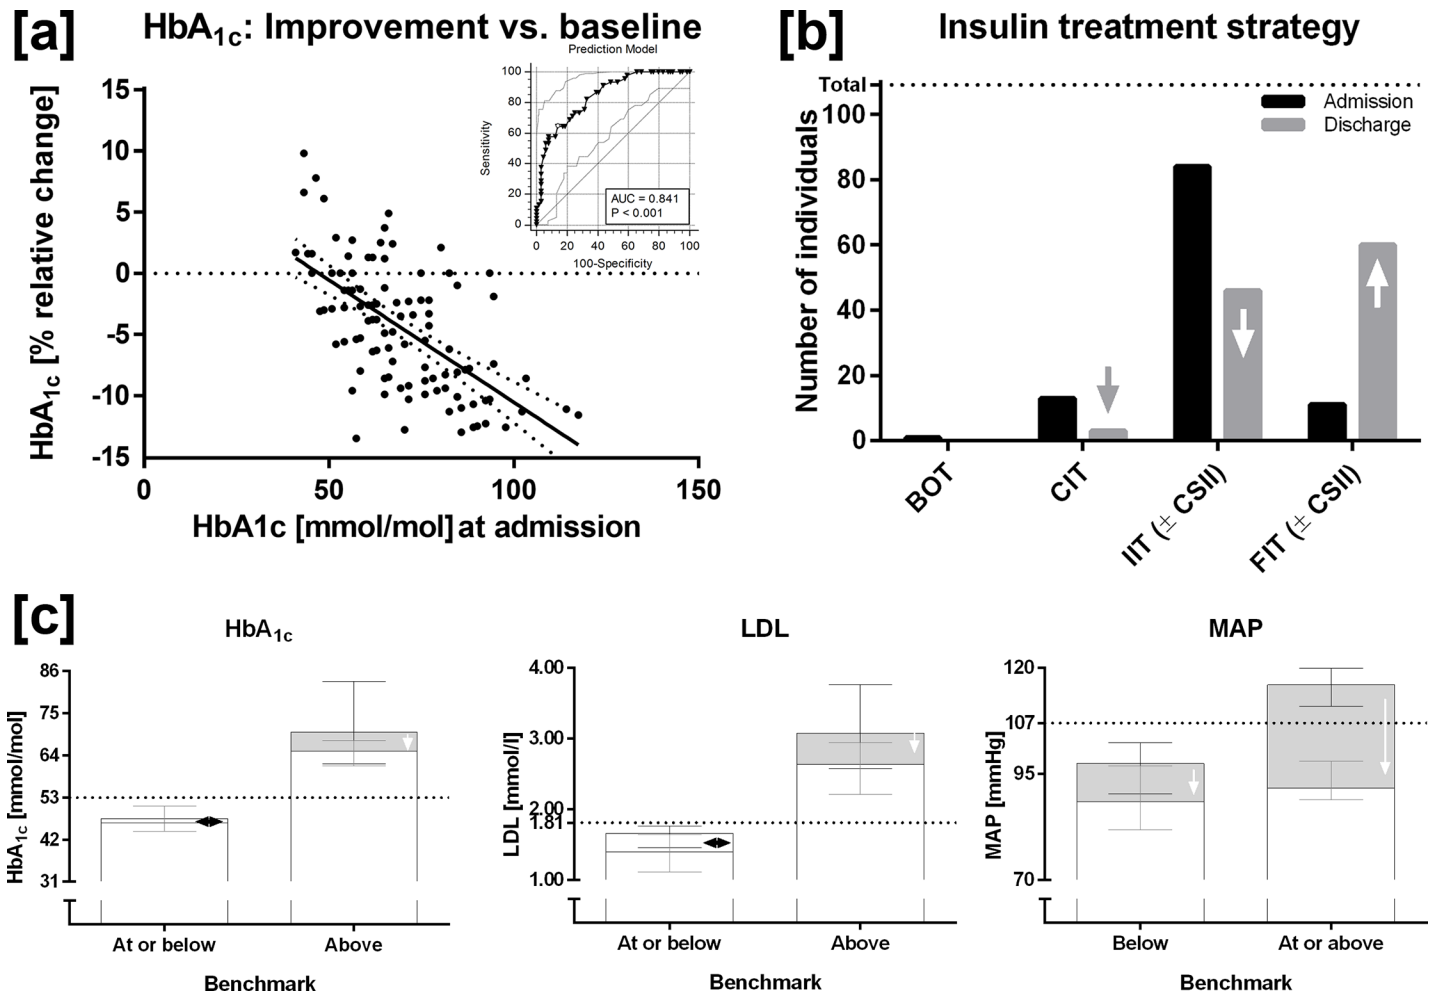 [a]
HbA1c: Improvement vs. baseline
Prediction Model
100
80
60
40
20
0
Sensitivity
AUC = 0.841
P < 0.001
0 20 40 60 80 100
100-Specificity
15
10
5
0
-5
-10
-15
HbA1c [% relative change]
0 50 100 150
HbA1c [mmol/mol] at admission
[b]
Insulin treatment strategy
Total
100
80
60
40
20
0
Number of individuals
Admission
Discharge
BOT CIT IIT (± CSII) FIT (± CSII)
[c]
HbA1c
86
75
64
53
42
31
HbA1c [mmol/mol]
At or below Above
Benchmark
LDL
4.00
3.00
2.00
1.81
1.00
LDL [mmol/l]
At or below Above
Benchmark
MAP
120
107
95
70
MAP [mmHg]
Below At or above
Benchmark